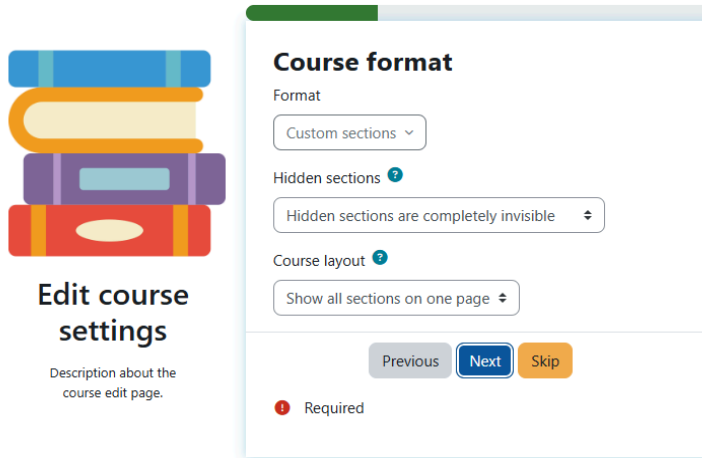 Edit course
settings
Description about the
course edit page.
Course format
Format
Custom sections
Hidden sections
Hidden sections are completely invisible
Course layout
Show all sections on one page
Previous Next Skip
Required